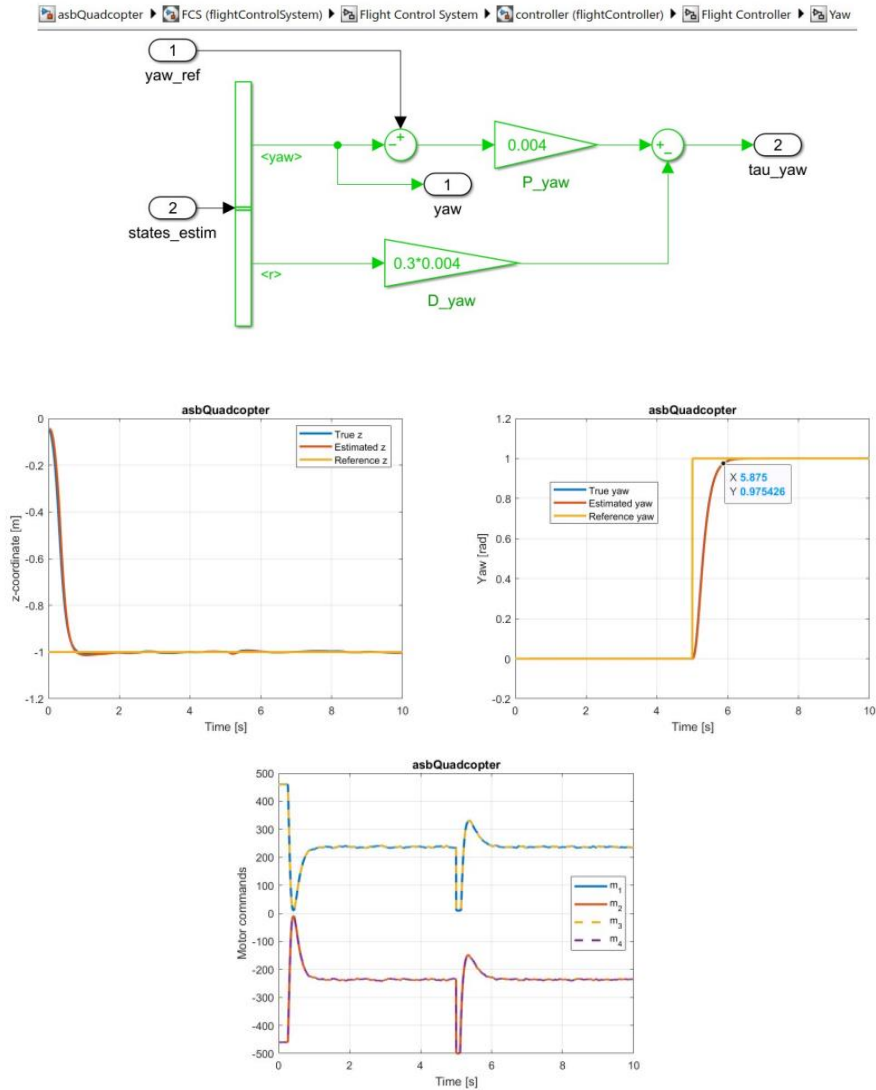 asbQuadcopter FCS (flightControlSystem) Flight Control System controller (flightController) Flight Controller Yaw
1
yaw_ref
<yaw>
+
−
0.004
P_yaw
+
−
2
tau_yaw
1
yaw
2
states_estim
<r>
0.3*0.004
D_yaw
asbQuadcopter
True z
Estimated z
Reference z
z-coordinate [m]
0
-0.2
-0.4
-0.6
-0.8
-1
-1.2
0 2 4 6 8 10
Time [s]
asbQuadcopter
X 5.875
Y 0.975426
True yaw
Estimated yaw
Reference yaw
Yaw [rad]
1.2
1
0.8
0.6
0.4
0.2
0
-0.2
0 2 4 6 8 10
Time [s]
asbQuadcopter
Motor commands
500
400
300
200
100
0
-100
-200
-300
-400
-500
m1
m2
m3
m4
0 2 4 6 8 10
Time [s]